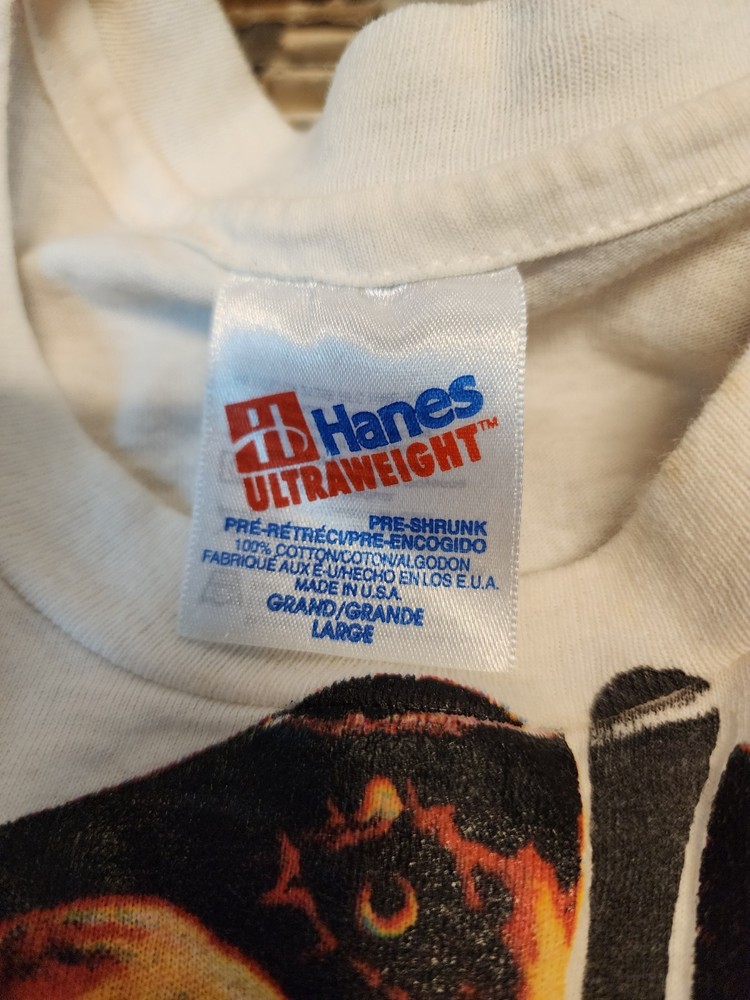 Hanes
ULTRAWEIGHT™
PRE-SHRUNK
PRÉ-RÉTRÉCI/PRE-ENCOGIDO
100% COTTON/COTON/ALGODON
FABRIQUÉ AUX É-U/HECHO EN LOS E.U.A.
MADE IN U.S.A.
GRAND/GRANDE
LARGE